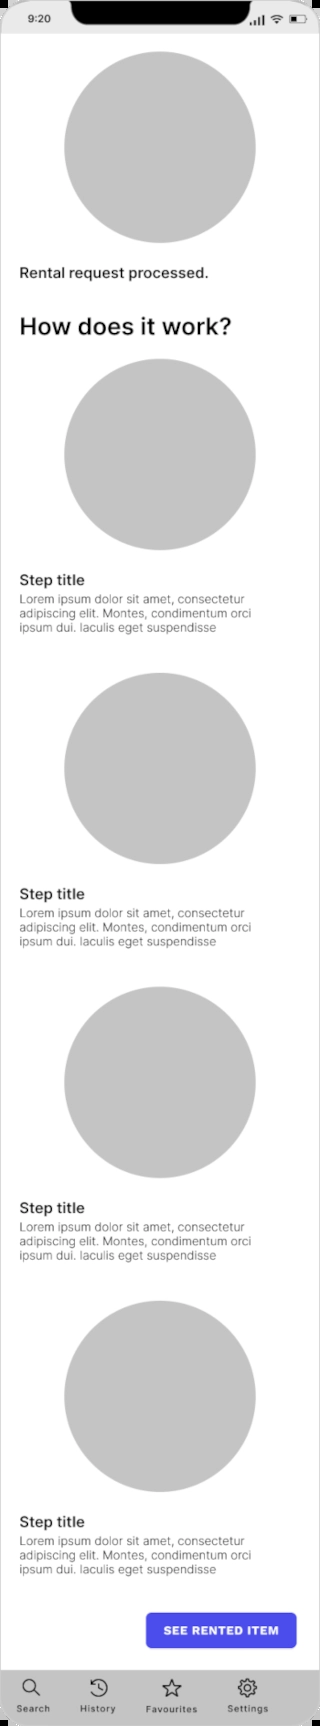 9:20
Rental request processed.
How does it work?
Step title
Lorem ipsum dolor sit amet, consectetur
adipiscing elit. Montes, condimentum orci
ipsum dui. Iaculis eget suspendisse
Step title
Lorem ipsum dolor sit amet, consectetur
adipiscing elit. Montes, condimentum orci
ipsum dui. Iaculis eget suspendisse
Step title
Lorem ipsum dolor sit amet, consectetur
adipiscing elit. Montes, condimentum orci
ipsum dui. Iaculis eget suspendisse
Step title
Lorem ipsum dolor sit amet, consectetur
adipiscing elit. Montes, condimentum orci
ipsum dui. Iaculis eget suspendisse
SEE RENTED ITEM
Search History Favourites Settings